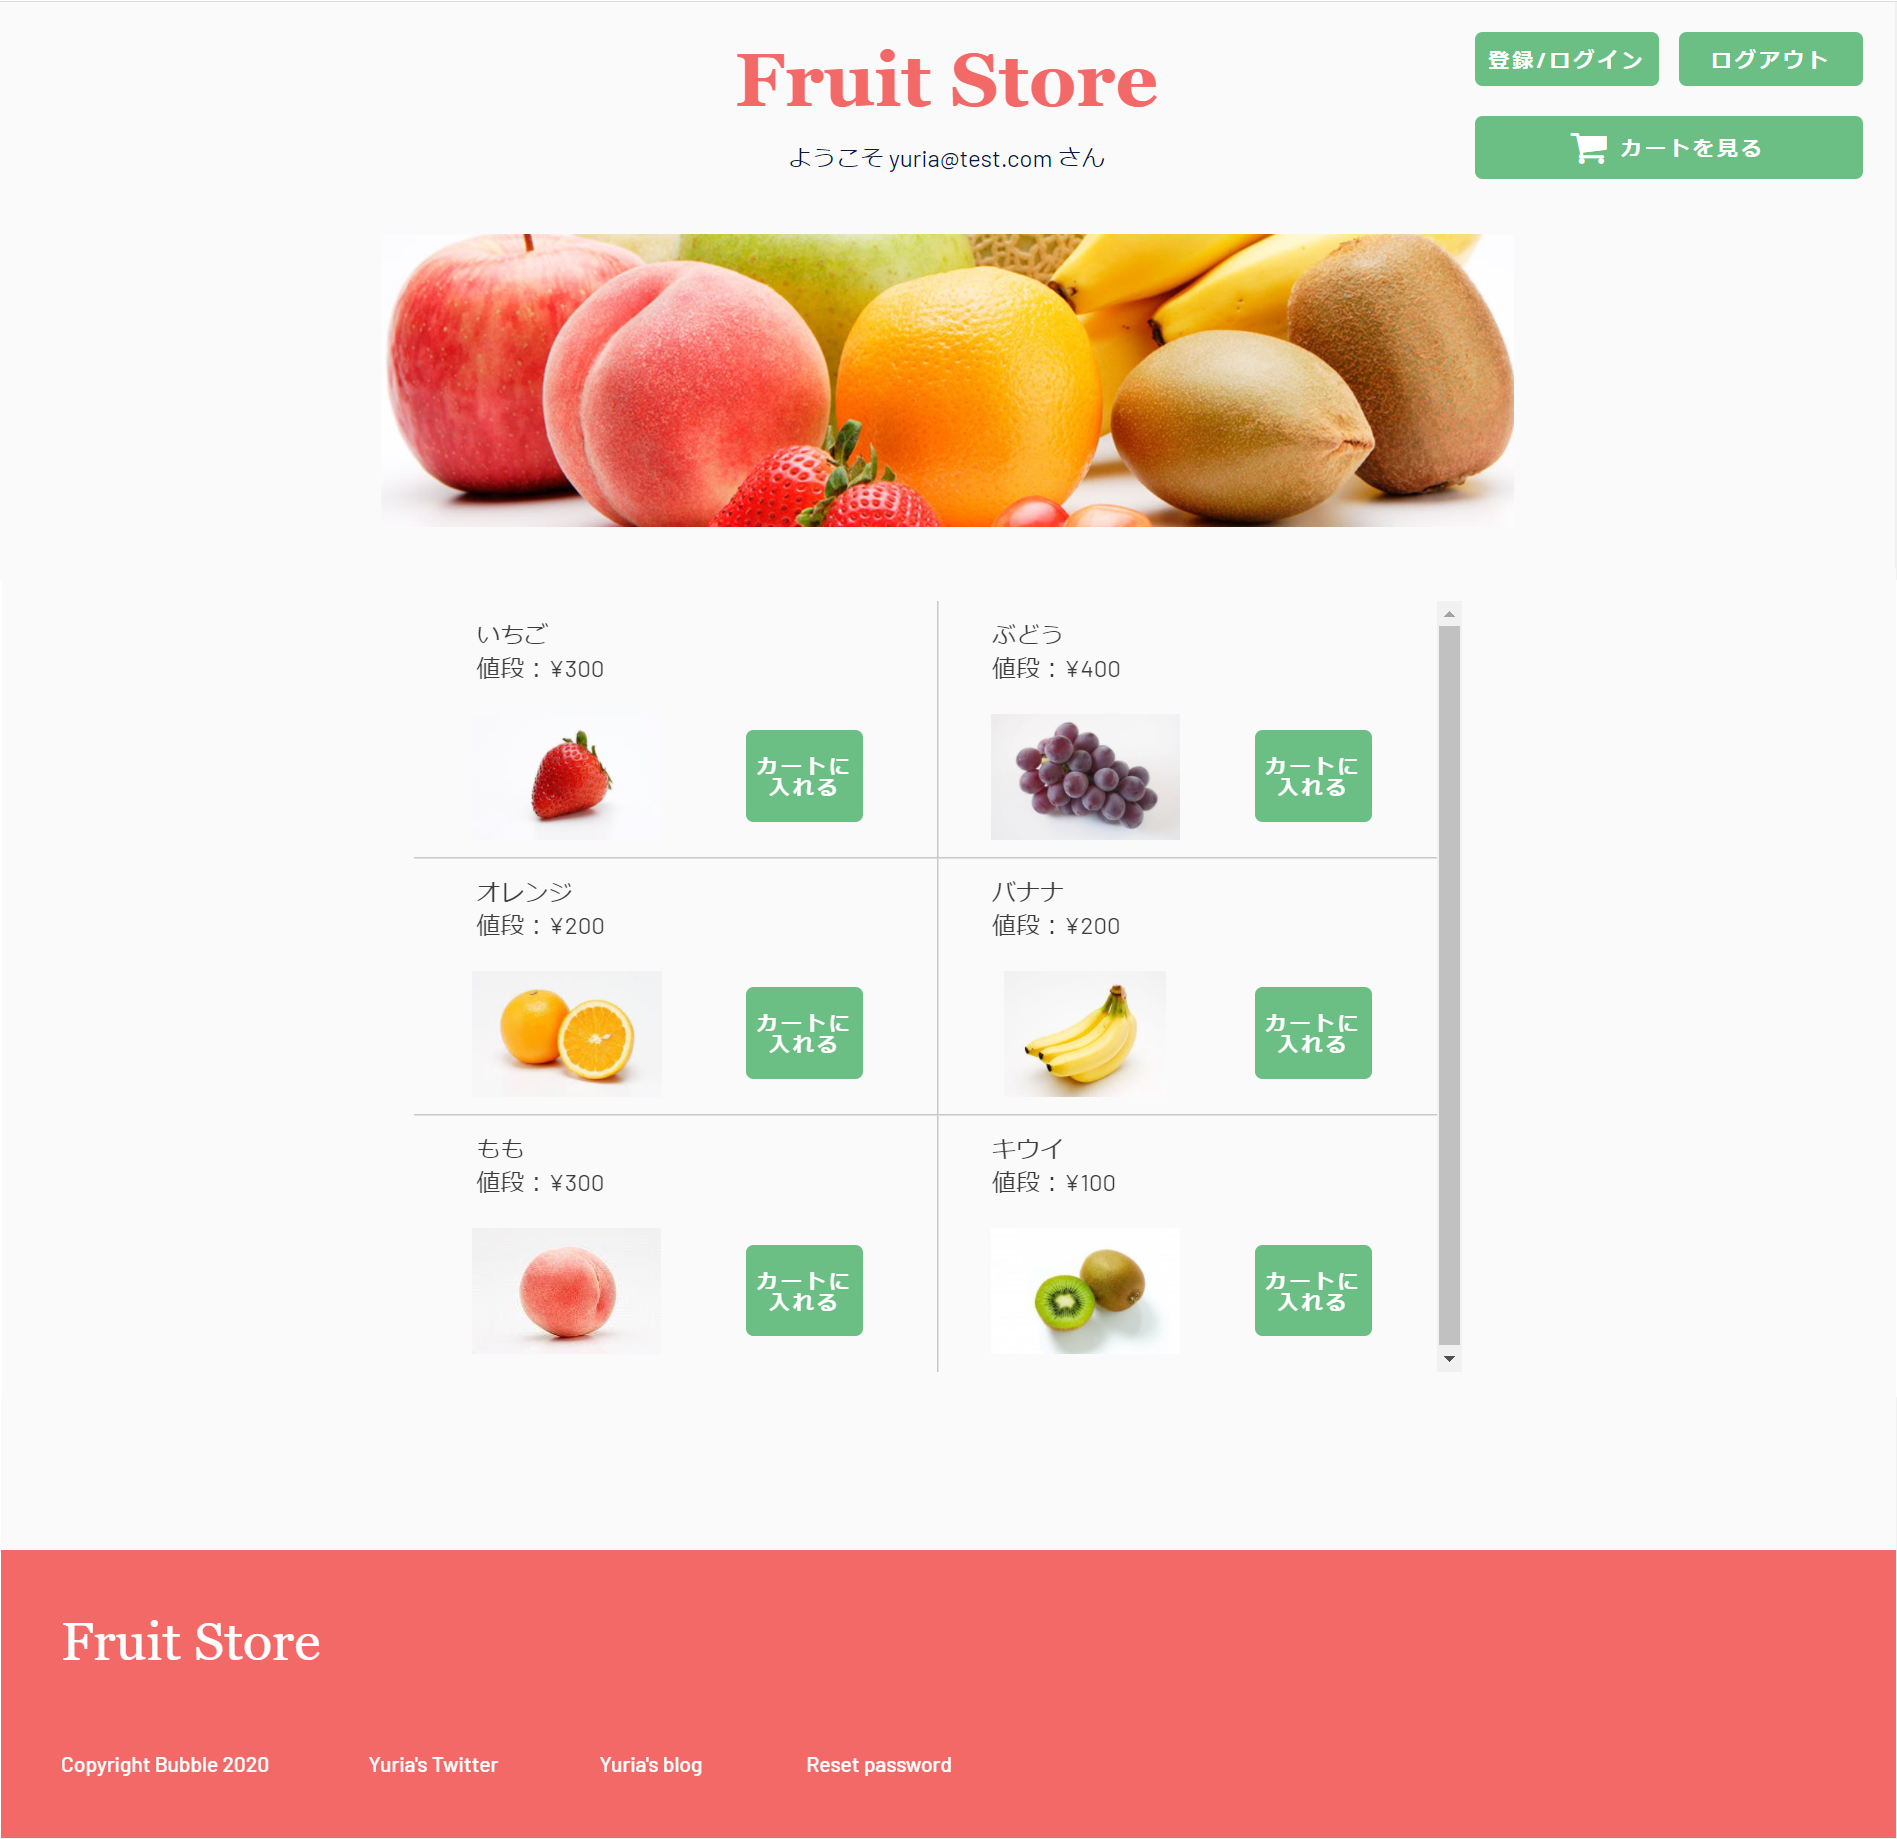 Fruit Store
登録/ログイン
ログアウト
ようこそ yuria@test.com さん
カートを見る
いちご
値段：¥300
カートに
入れる
ぶどう
値段：¥400
カートに
入れる
オレンジ
値段：¥200
カートに
入れる
バナナ
値段：¥200
カートに
入れる
もも
値段：¥300
カートに
入れる
キウイ
値段：¥100
カートに
入れる
Fruit Store
Copyright Bubble 2020
Yuria's Twitter
Yuria's blog
Reset password